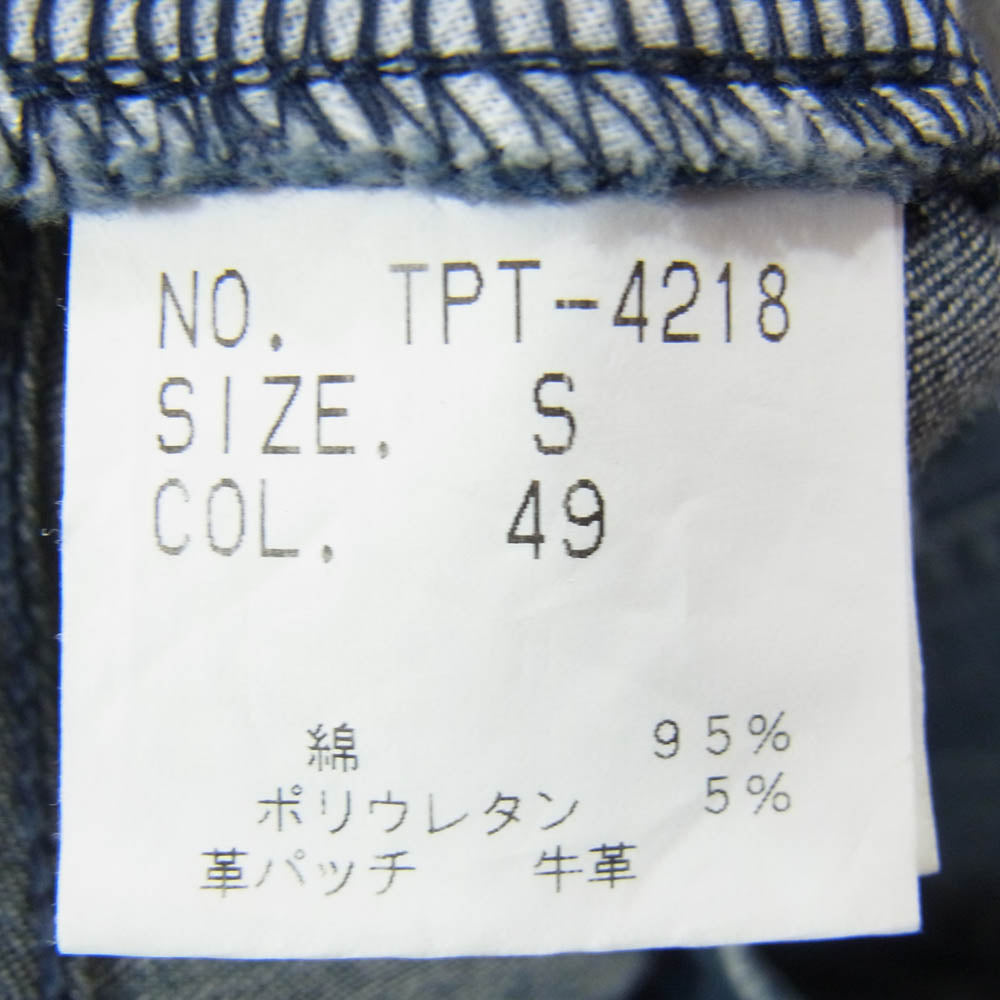 NO. TPT-4218
SIZE. S
COL. 49
綿 95%
ポリウレタン 5%
革パッチ 牛革